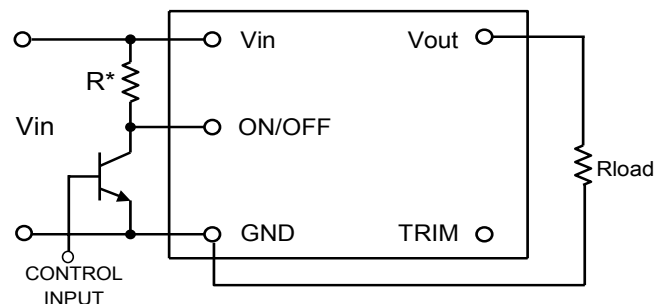 Vin
Vout
R*
Vin
ON/OFF
Rload
GND
TRIM
CONTROL
INPUT